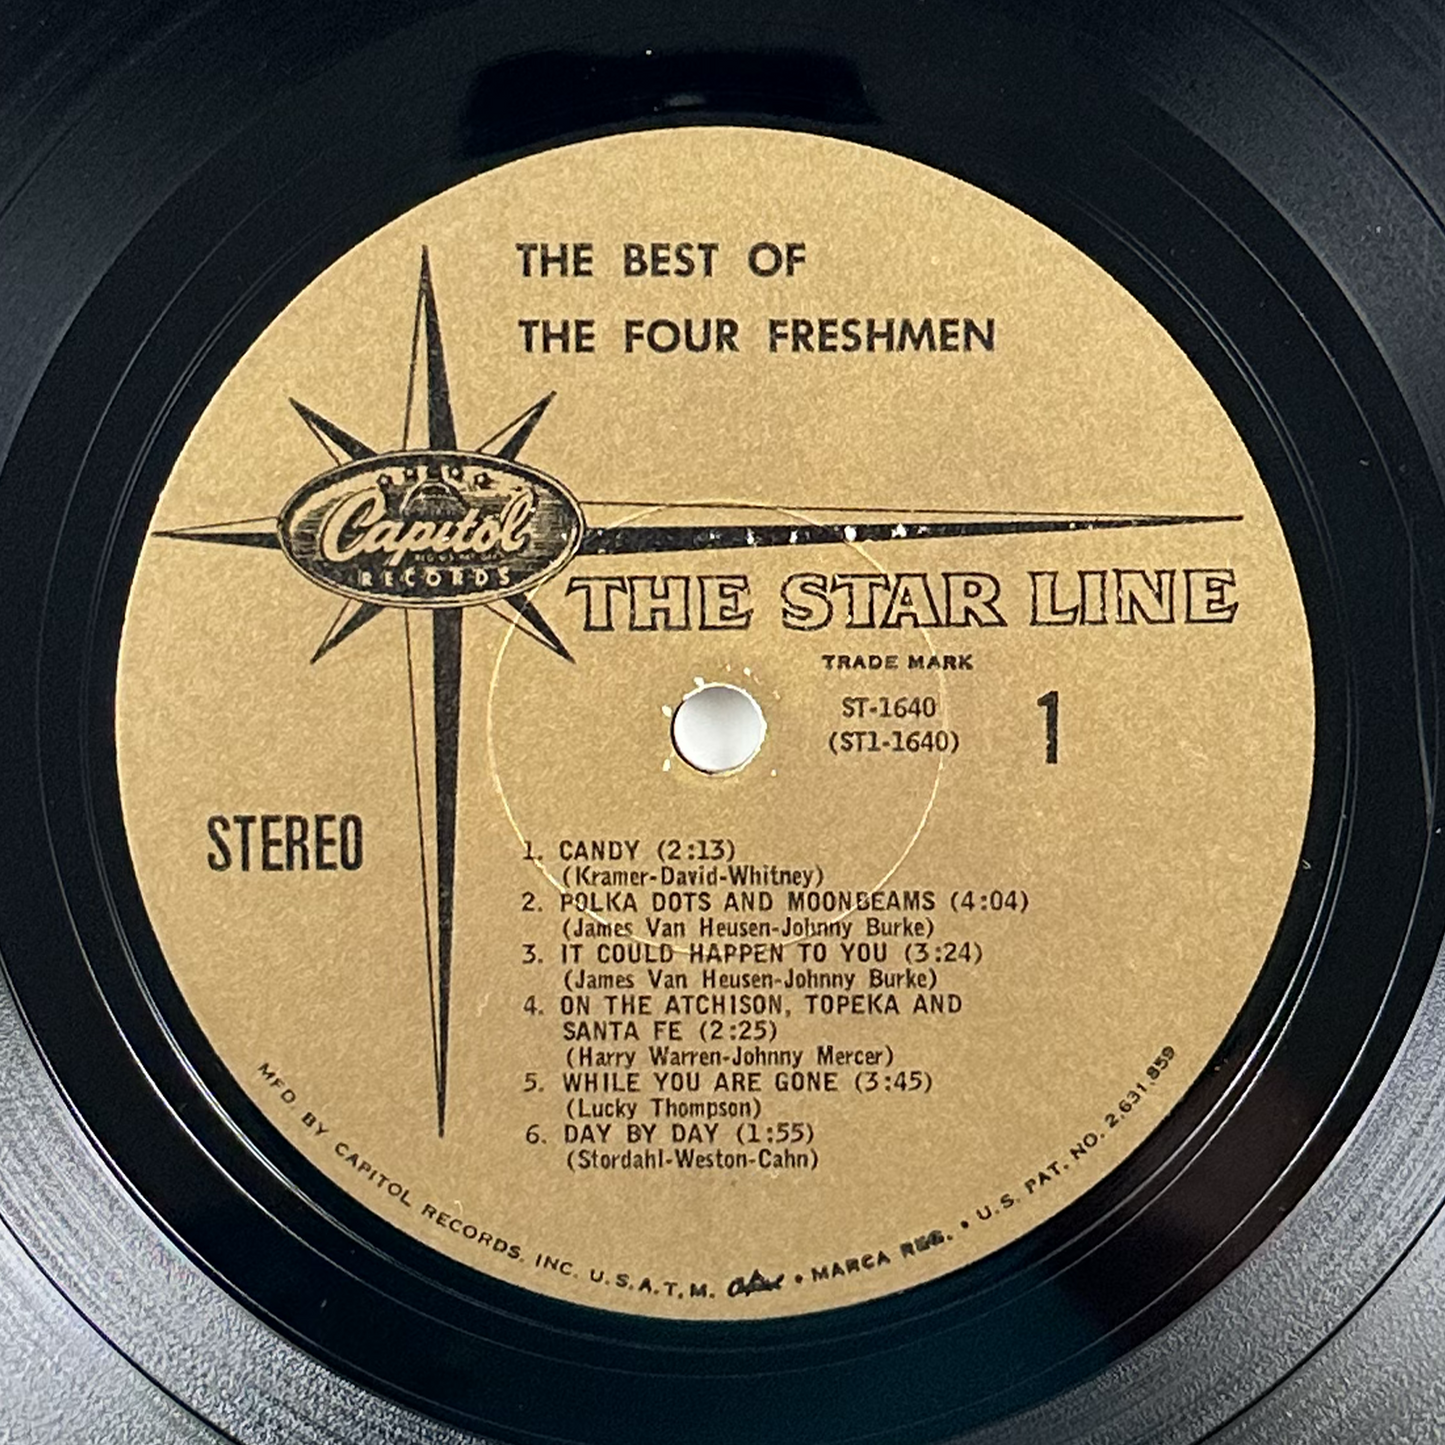 THE BEST OF
THE FOUR FRESHMEN
Capitol
RECORDS
THE STAR LINE
TRADE MARK
ST-1640
(ST1-1640)
1
STEREO
1. CANDY (2:13)
(Kramer-David-Whitney)
2. POLKA DOTS AND MOONBEAMS (4:04)
(James Van Heusen-Johnny Burke)
3. IT COULD HAPPEN TO YOU (3:24)
(James Van Heusen-Johnny Burke)
4. ON THE ATCHISON, TOPEKA AND
SANTA FE (2:25)
(Harry Warren-Johnny Mercer)
5. WHILE YOU ARE GONE (3:45)
(Lucky Thompson)
6. DAY BY DAY (1:55)
(Stordahl-Weston-Cahn)
MFD. BY CAPITOL RECORDS, INC. U.S.A. T.M. Capitol • MARCA REG. • U.S. PAT. NO. 2,631,859